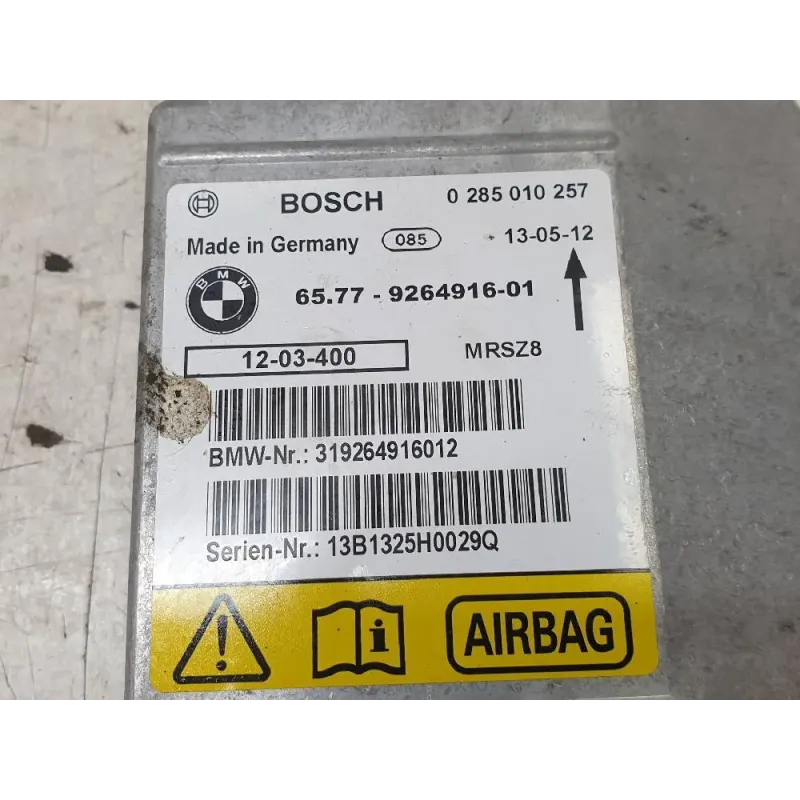 BOSCH 0 285 010 257
Made in Germany 085 13-05-12
BMW 65.77 - 9264916-01
12-03-400 MRSZ8
BMW-Nr.: 319264916012
Serien-Nr.: 13B1325H0029Q
AIRBAG